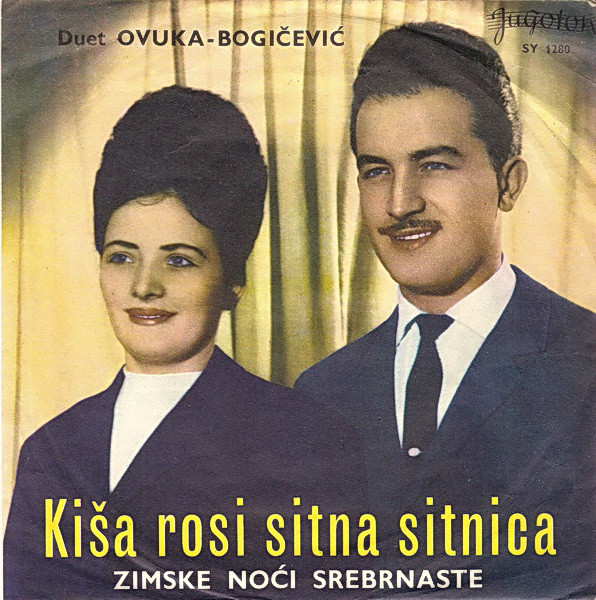 Duet OVUKA-BOGIČEVIĆ
Jugoton
SY 1280
Kiša rosi sitna sitnica
ZIMSKE NOĆI SREBRNASTE